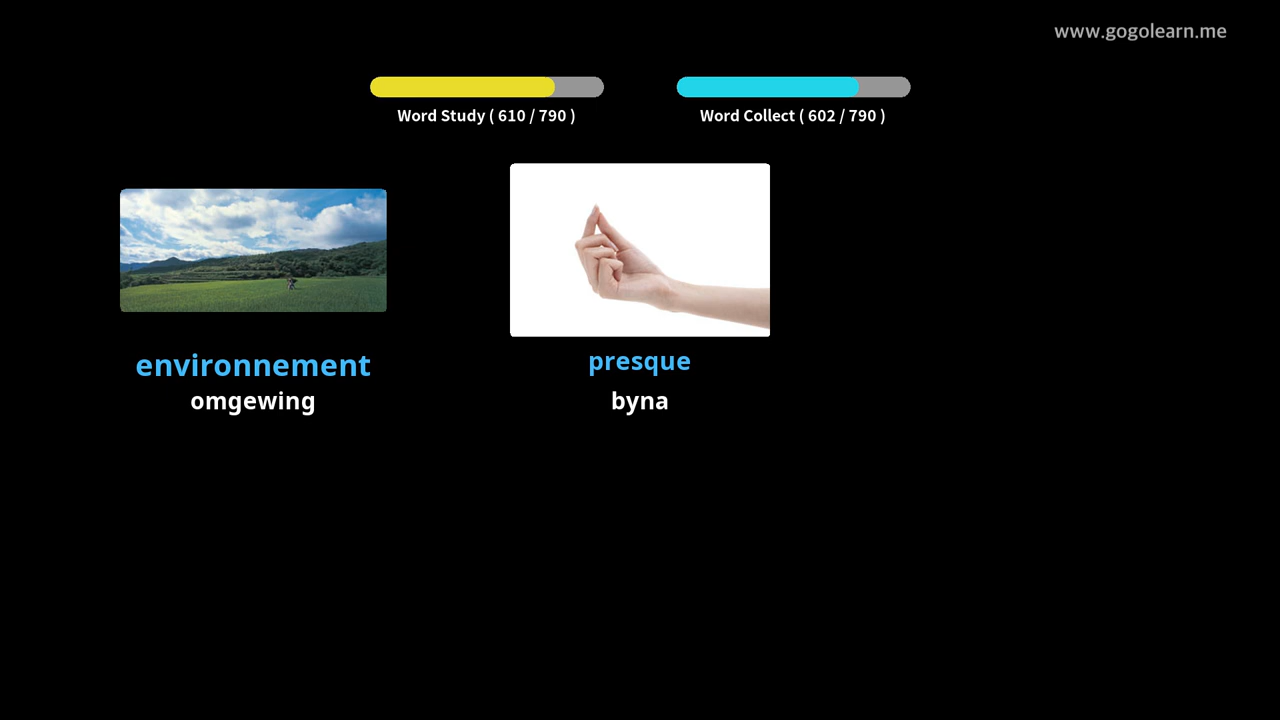 www.gogolearn.me
Word Study ( 610 / 790 )
Word Collect ( 602 / 790 )
environnement
omgewing
presque
byna